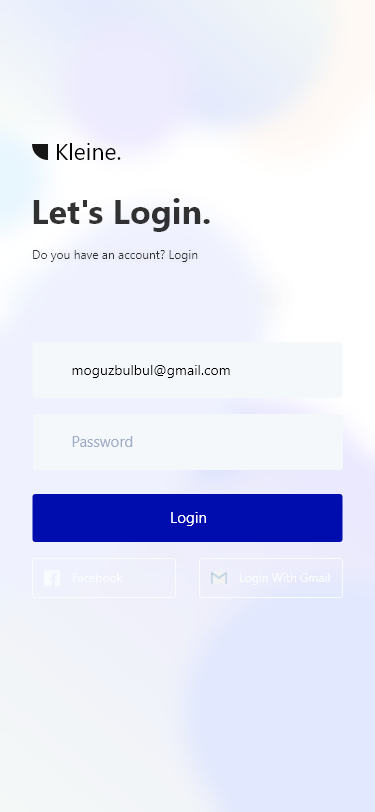 Kleine.
Let's Login.
Do you have an account? Login
moguzbulbul@gmail.com
Password
Login
Facebook
Login With Gmail